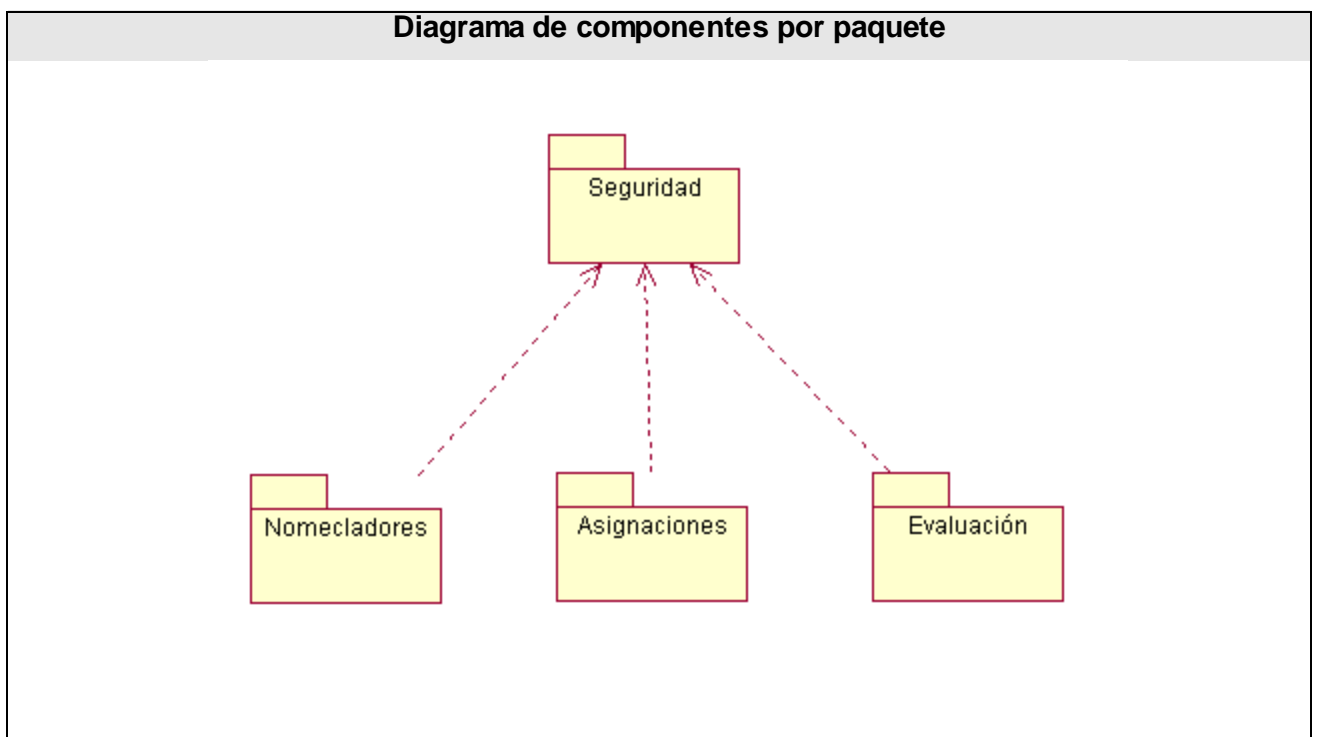 Diagrama de componentes por paquete
Seguridad
Nomecladores
Asignaciones
Evaluación